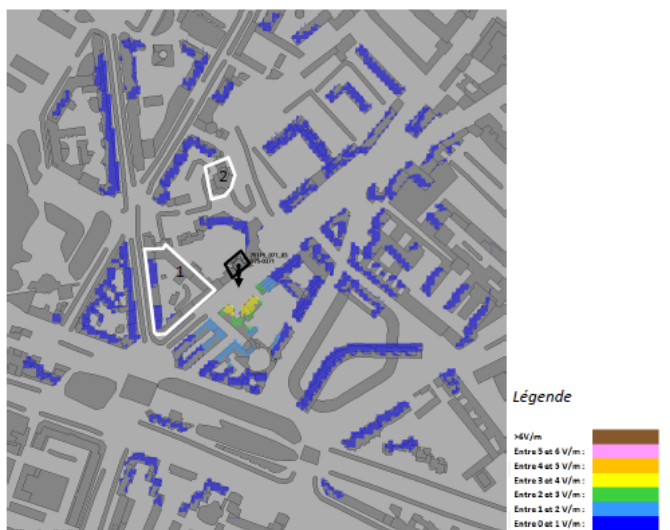 2
1
Légende
>6V/m
Entre 5 et 6 V/m :
Entre 4 et 5 V/m :
Entre 3 et 4 V/m :
Entre 2 et 3 V/m :
Entre 1 et 2 V/m :
Entre 0 et 1 V/m :